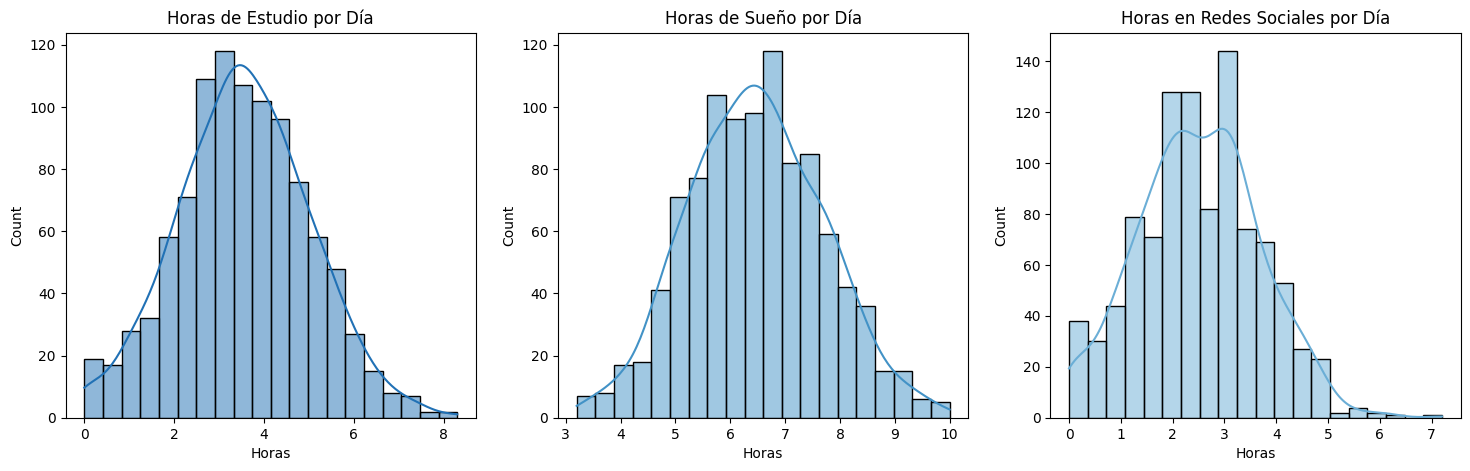 Horas de Estudio por Día
120
100
80
60
40
20
0
Count
0 2 4 6 8
Horas
Horas de Sueño por Día
120
100
80
60
40
20
0
Count
3 4 5 6 7 8 9 10
Horas
Horas en Redes Sociales por Día
140
120
100
80
60
40
20
0
Count
0 1 2 3 4 5 6 7
Horas